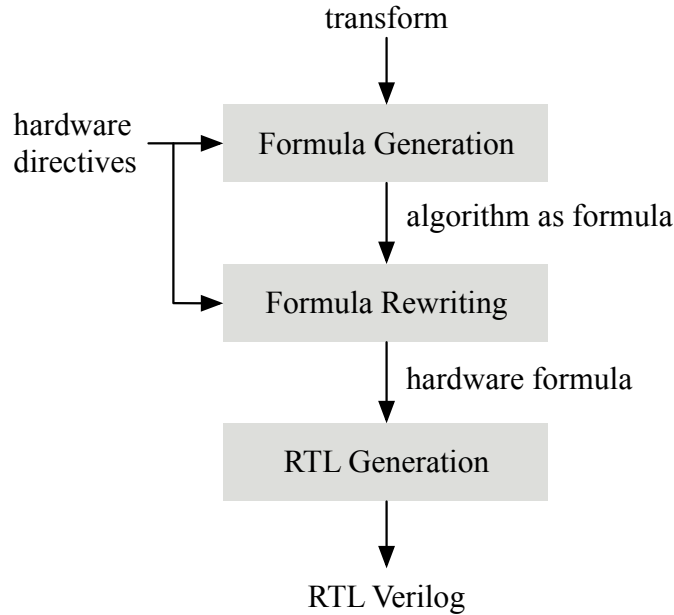 transform
hardware
directives
Formula Generation
algorithm as formula
Formula Rewriting
hardware formula
RTL Generation
RTL Verilog